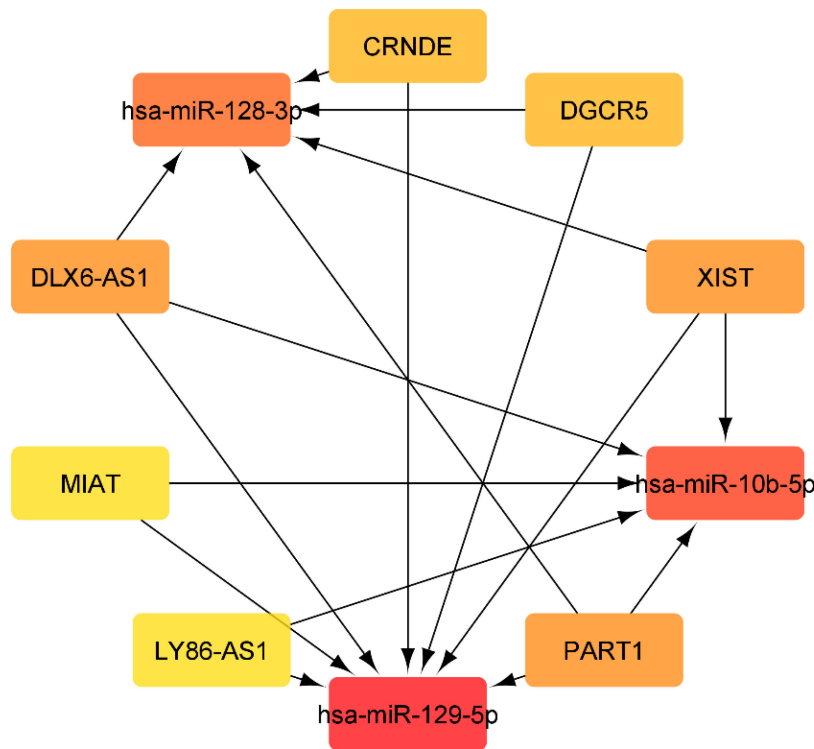 CRNDE
hsa-miR-128-3p
DGCR5
DLX6-AS1
XIST
MIAT
hsa-miR-10b-5p
LY86-AS1
PART1
hsa-miR-129-5p